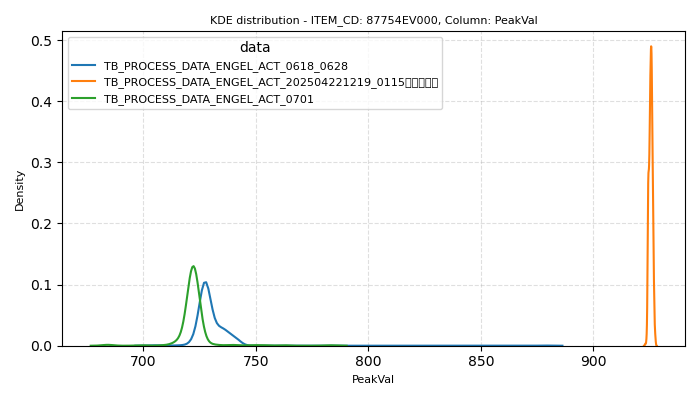 KDE distribution - ITEM_CD: 87754EV000, Column: PeakVal
data
TB_PROCESS_DATA_ENGEL_ACT_0618_0628
TB_PROCESS_DATA_ENGEL_ACT_202504221219_0115
TB_PROCESS_DATA_ENGEL_ACT_0701
Density
0.5
0.4
0.3
0.2
0.1
0.0
700 750 800 850 900
PeakVal